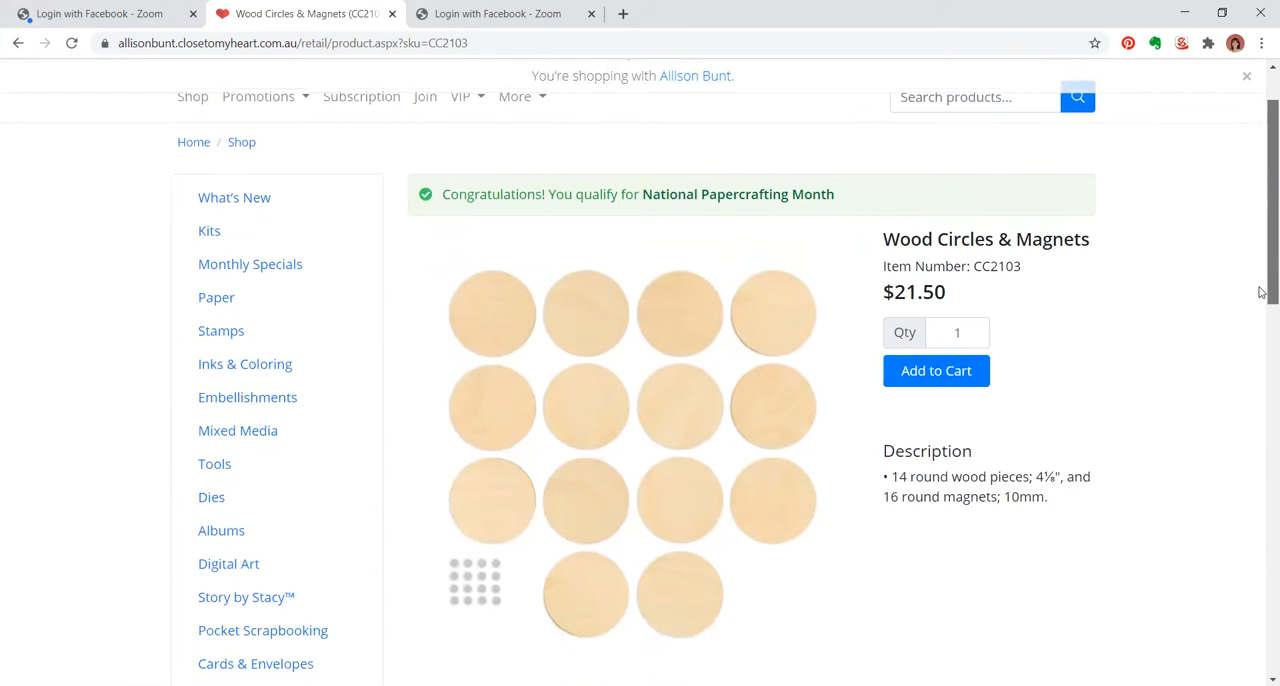 Login with Facebook - Zoom
Wood Circles & Magnets (CC210
Login with Facebook - Zoom
allisonbunt.closetomyheart.com.au/retail/product.aspx?sku=CC2103
You're shopping with Allison Bunt.
Shop Promotions Subscription Join VIP More
Search products...
Home / Shop
What's New
Kits
Monthly Specials
Paper
Stamps
Inks & Coloring
Embellishments
Mixed Media
Tools
Dies
Albums
Digital Art
Story by Stacy™
Pocket Scrapbooking
Cards & Envelopes
Congratulations! You qualify for National Papercrafting Month
Wood Circles & Magnets
Item Number: CC2103
$21.50
Qty 1
Add to Cart
Description
• 14 round wood pieces; 4⅛", and
16 round magnets; 10mm.